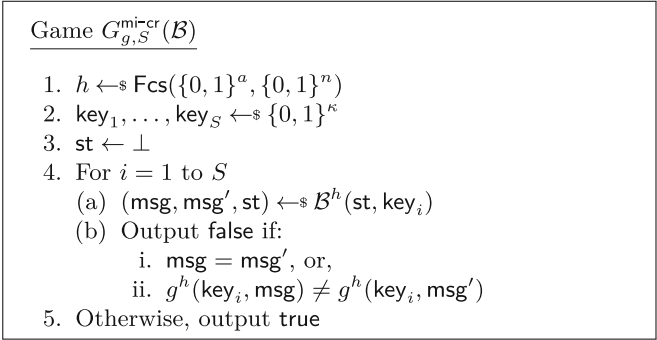 Game $G_{g,S}^{\text{mi-cr}}(\mathcal{B})$
1. $h \leftarrow\!\!\$ \ \text{Fcs}(\{0,1\}^a, \{0,1\}^n)$
2. $\text{key}_1, \ldots, \text{key}_S \leftarrow\!\!\$ \ \{0,1\}^\kappa$
3. $\text{st} \leftarrow \bot$
4. For $i = 1$ to $S$
(a) $(\text{msg}, \text{msg}', \text{st}) \leftarrow\!\!\$ \ \mathcal{B}^h(\text{st}, \text{key}_i)$
(b) Output false if:
i. $\text{msg} = \text{msg}'$, or,
ii. $g^h(\text{key}_i, \text{msg}) \neq g^h(\text{key}_i, \text{msg}')$
5. Otherwise, output true